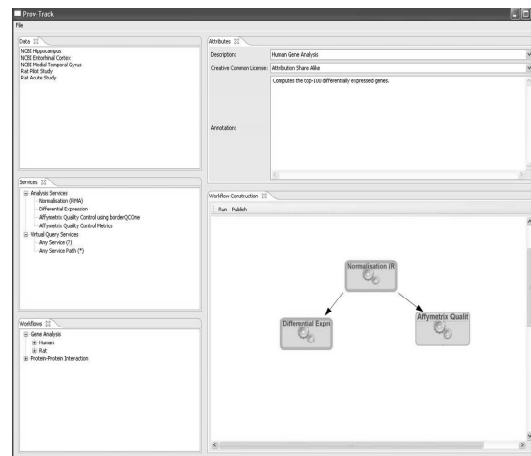 Prov Track
File
Data
NCBI Hippocampus
NCBI Entorhinal Cortex
NCBI Medial Temporal Gyrus
Rat Pilot Study
Rat Acute Study
Services
Analysis Services
Normalisation (RMA)
Differential Expression
Affymetrix Quality Control using borderQCOne
Affymetrix Quality Control Metrics
Virtual Query Services
Any Service (?)
Any Service Path (*)
Workflows
Gene Analysis
Human
Rat
Protein-Protein Interaction
Attributes
Description: Human Gene Analysis
Creative Common License: Attribution Share Alike
Annotation: Computes the top-100 differentially expressed genes.
Workflow Construction
Run Publish
Normalisation (R
Differential Expr
Affymetrix Qualit